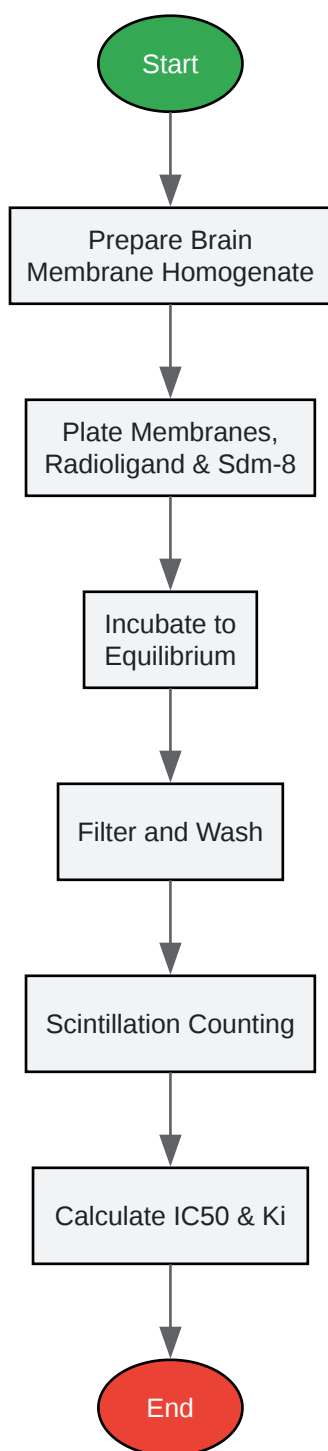 Start
Prepare Brain
Membrane Homogenate
Plate Membranes,
Radioligand & Sdm-8
Incubate to
Equilibrium
Filter and Wash
Scintillation Counting
Calculate IC50 & Ki
End